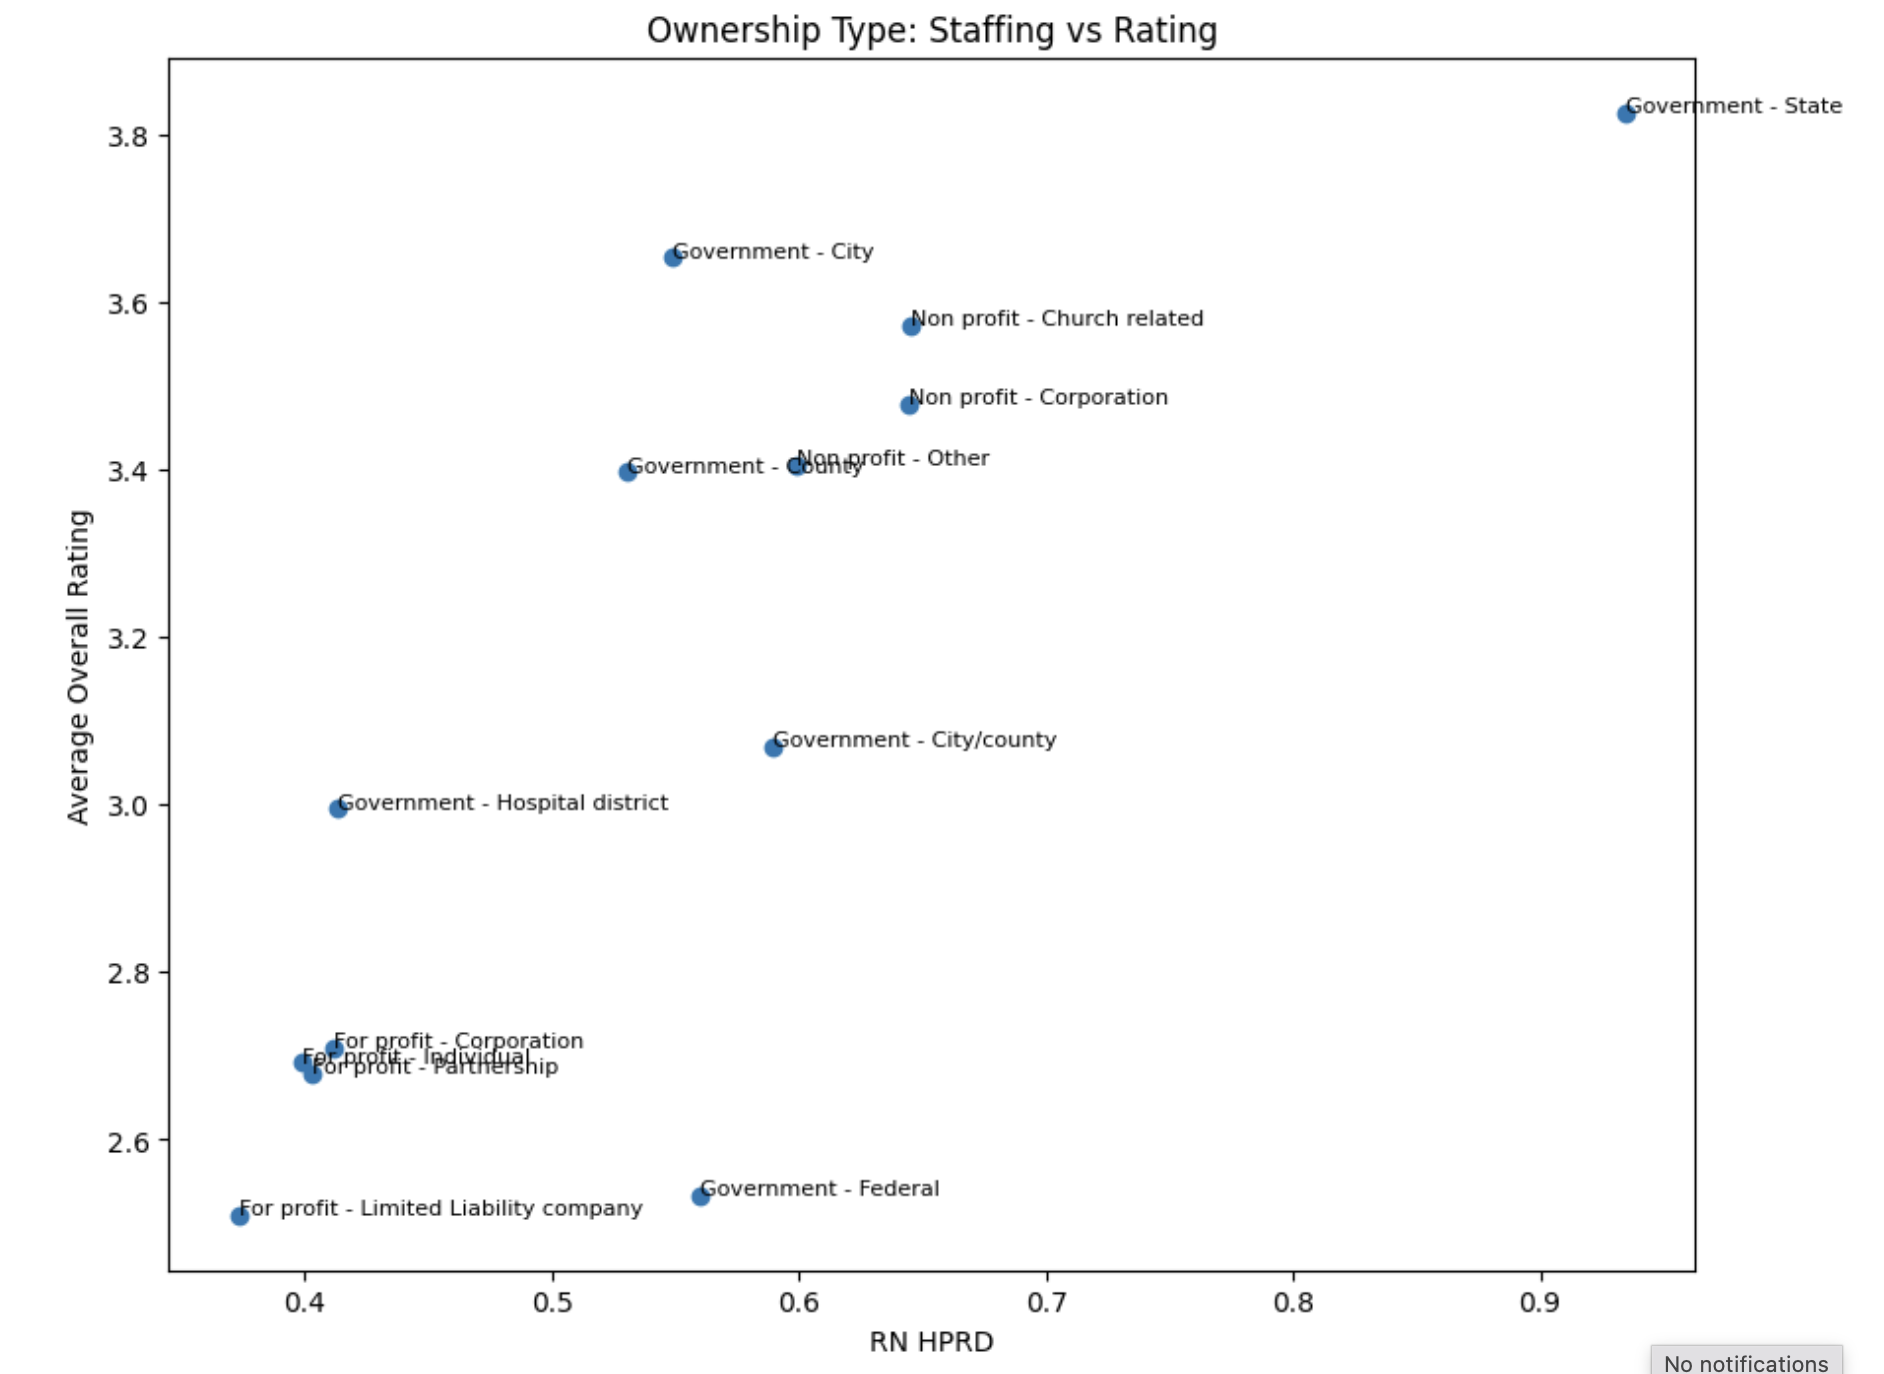 Ownership Type: Staffing vs Rating
Government - State
3.8
Government - City
3.6
Non profit - Church related
Non profit - Corporation
Non profit - Other
3.4
Government - County
Average Overall Rating
3.2
Government - City/county
3.0
Government - Hospital district
2.8
For profit - Corporation
For profit - Individual
For profit - Partnership
2.6
Government - Federal
For profit - Limited Liability company
0.4 0.5 0.6 0.7 0.8 0.9
RN HPRD
No notifications